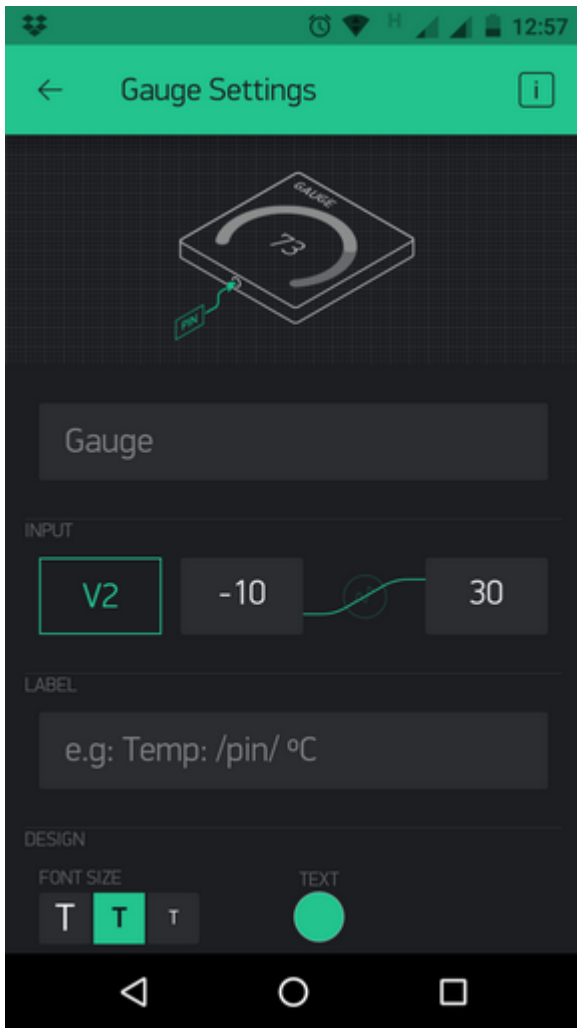 H 12:57
Gauge Settings
i
GAUGE
73
PIN
Gauge
INPUT
V2 -10 30
LABEL
e.g: Temp: /pin/ ºC
DESIGN
FONT SIZE TEXT
T T T